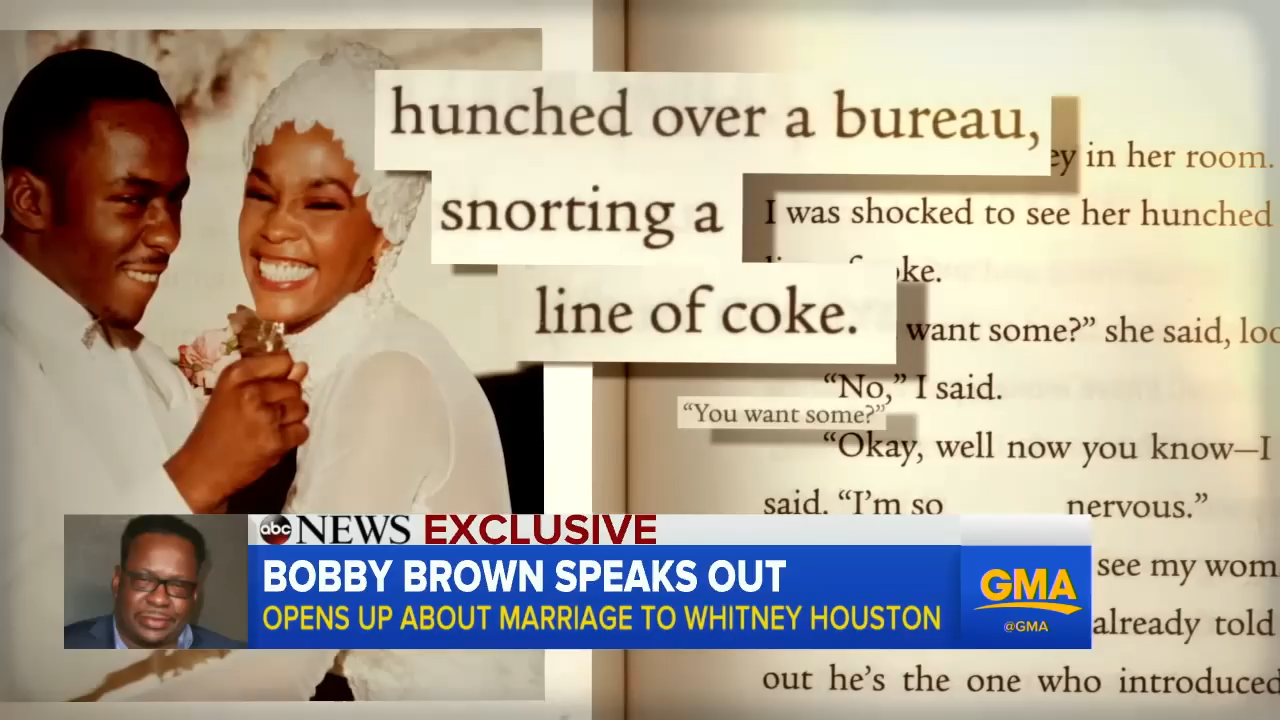 hunched over a bureau,
snorting a
line of coke.
in her room.
I was shocked to see her hunched
want some?” she said,
“No,” I said.
“You want some?”
“Okay, well now you know—I
said. “I'm so nervous.”
see my
already told
out he's the one who introduced
abc NEWS EXCLUSIVE
BOBBY BROWN SPEAKS OUT
OPENS UP ABOUT MARRIAGE TO WHITNEY HOUSTON
GMA
@GMA